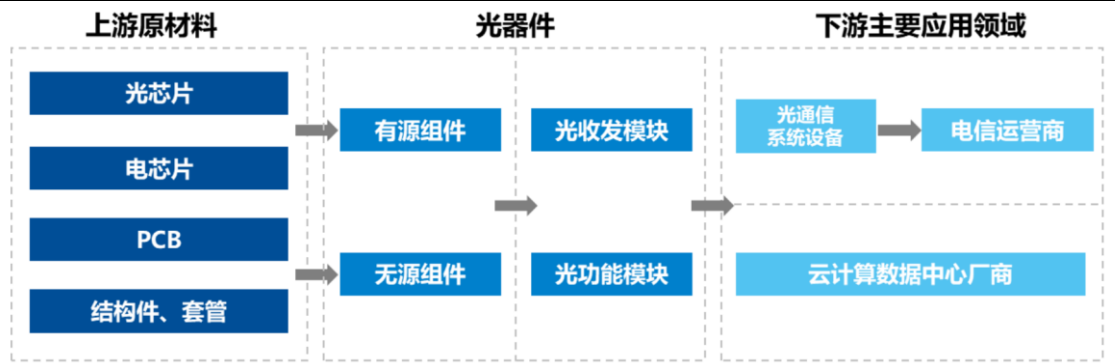 上游原材料
光芯片
电芯片
PCB
结构件、套管
光器件
有源组件
无源组件
光收发模块
光功能模块
下游主要应用领域
光通信
系统设备
电信运营商
云计算数据中心厂商